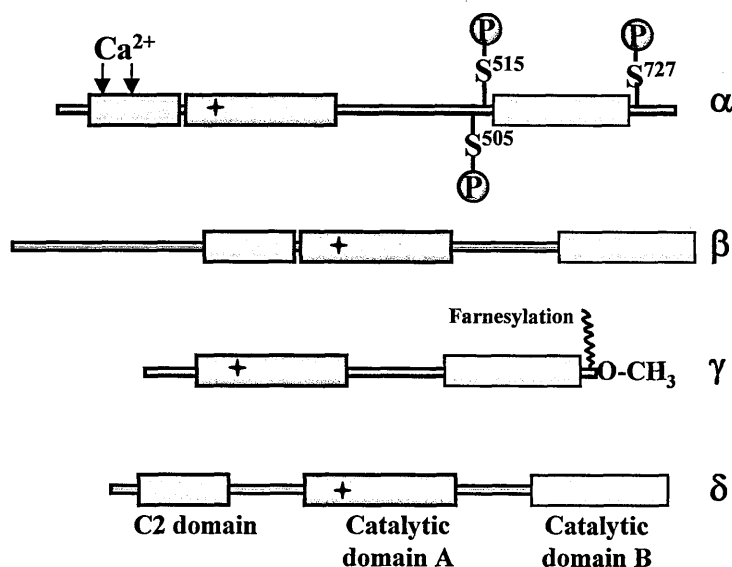 P P
Ca²⁺
S⁵¹⁵ S⁷²⁷
α
S⁵⁰⁵
P
β
Farnesylation
O-CH₃ γ
δ
C2 domain Catalytic domain A Catalytic domain B